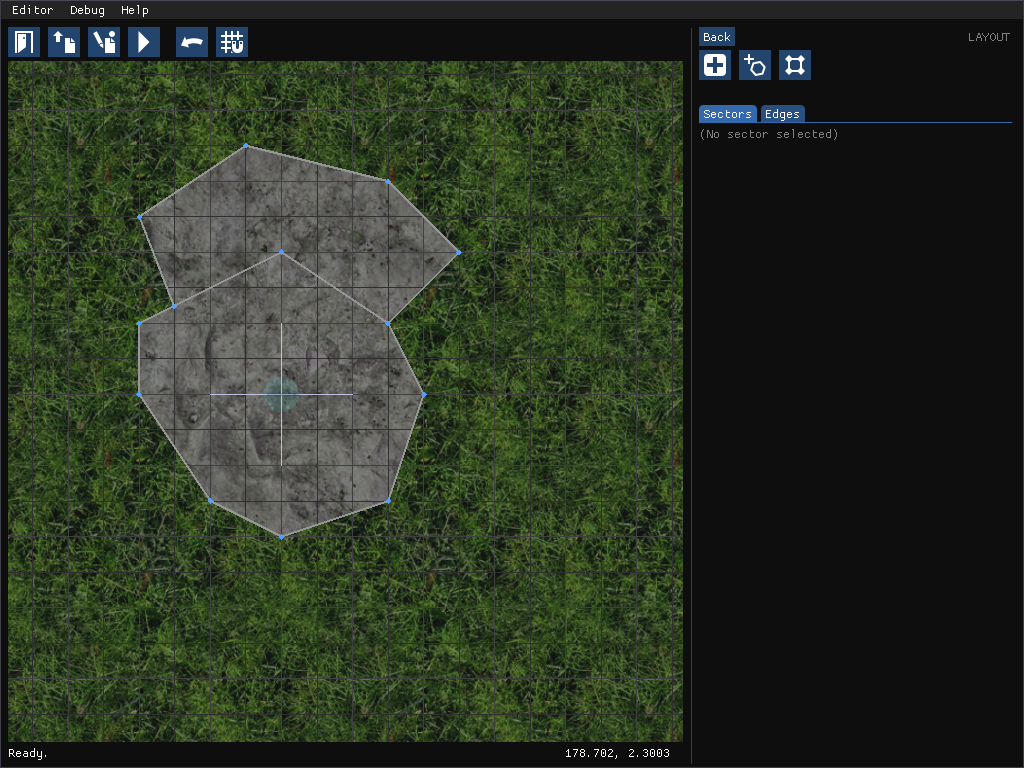 Editor Debug Help
Back LAYOUT
Sectors Edges
(No sector selected)
Ready. 178.702, 2.3003